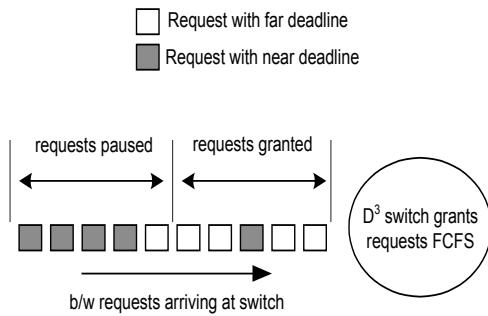 Request with far deadline
Request with near deadline
requests paused
requests granted
D³ switch grants
requests FCFS
b/w requests arriving at switch